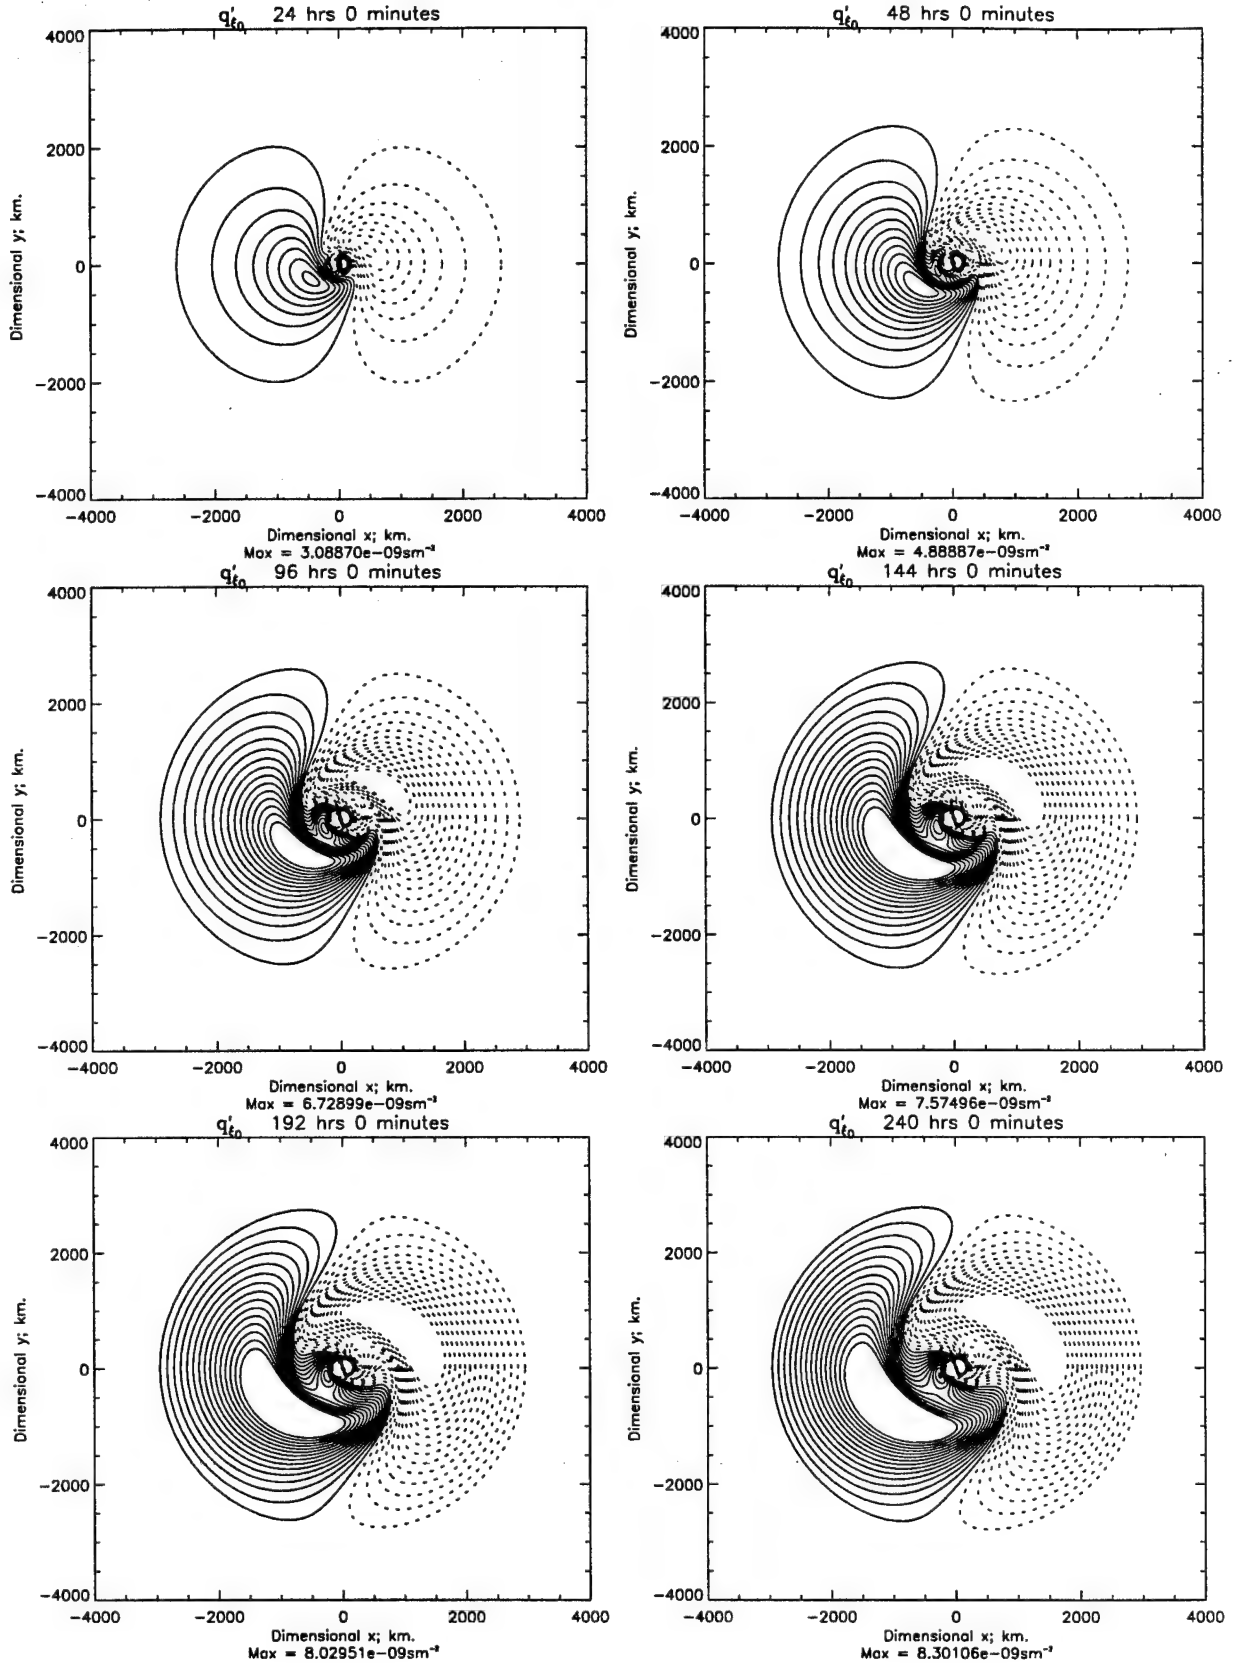 q'ξ0 24 hrs 0 minutes
4000
2000
0
−2000
−4000
Dimensional y; km.
−4000 −2000 0 2000 4000
Dimensional x; km.
Max = 3.08870e−09sm⁻²
q'ξ0 48 hrs 0 minutes
4000
2000
0
−2000
−4000
Dimensional y; km.
−4000 −2000 0 2000 4000
Dimensional x; km.
Max = 4.88887e−09sm⁻²
q'ξ0 96 hrs 0 minutes
4000
2000
0
−2000
−4000
Dimensional y; km.
−4000 −2000 0 2000 4000
Dimensional x; km.
Max = 6.72899e−09sm⁻²
q'ξ0 144 hrs 0 minutes
4000
2000
0
−2000
−4000
Dimensional y; km.
−4000 −2000 0 2000 4000
Dimensional x; km.
Max = 7.57496e−09sm⁻²
q'ξ0 192 hrs 0 minutes
4000
2000
0
−2000
−4000
Dimensional y; km.
−4000 −2000 0 2000 4000
Dimensional x; km.
Max = 8.02951e−09sm⁻²
q'ξ0 240 hrs 0 minutes
4000
2000
0
−2000
−4000
Dimensional y; km.
−4000 −2000 0 2000 4000
Dimensional x; km.
Max = 8.30106e−09sm⁻²